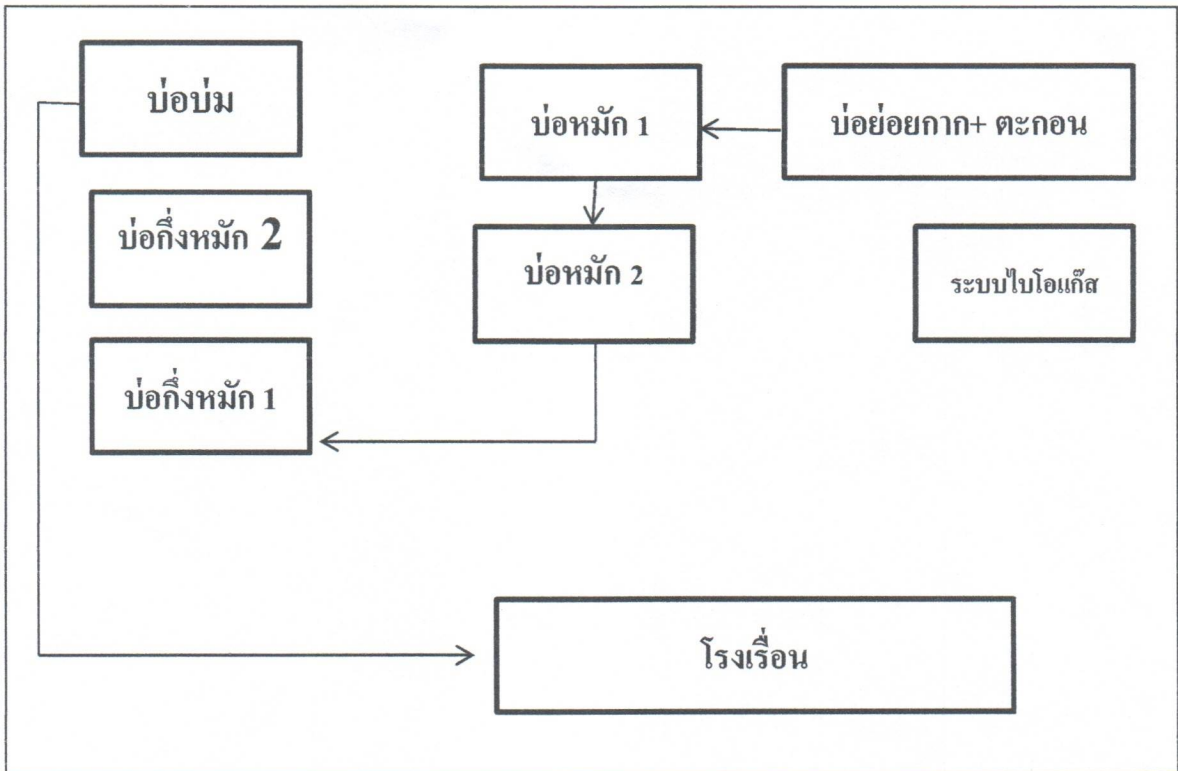 บ่อบ่ม
บ่อหมัก 1
บ่อย่อยกาก+ ตะกอน
บ่อกึ่งหมัก 2
บ่อหมัก 2
ระบบไบโอแก๊ส
บ่อกึ่งหมัก 1
โรงเรื่อน